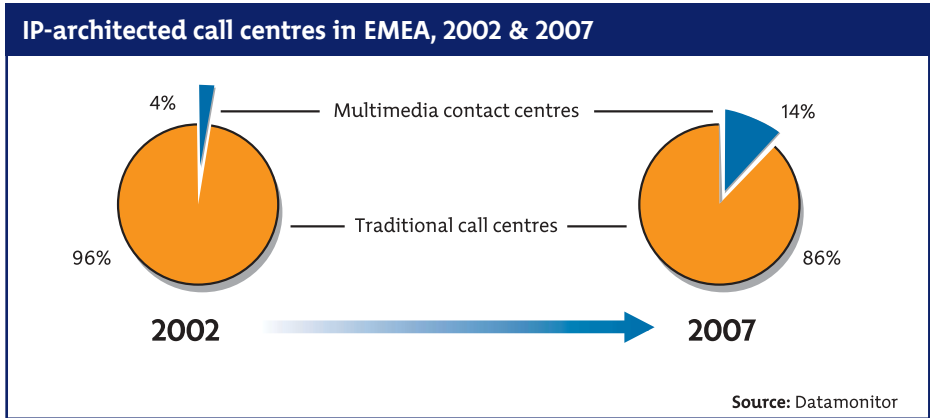 IP-architected call centres in EMEA, 2002 & 2007
4%
Multimedia contact centres
14%
Traditional call centres
96%
86%
2002
2007
Source: Datamonitor